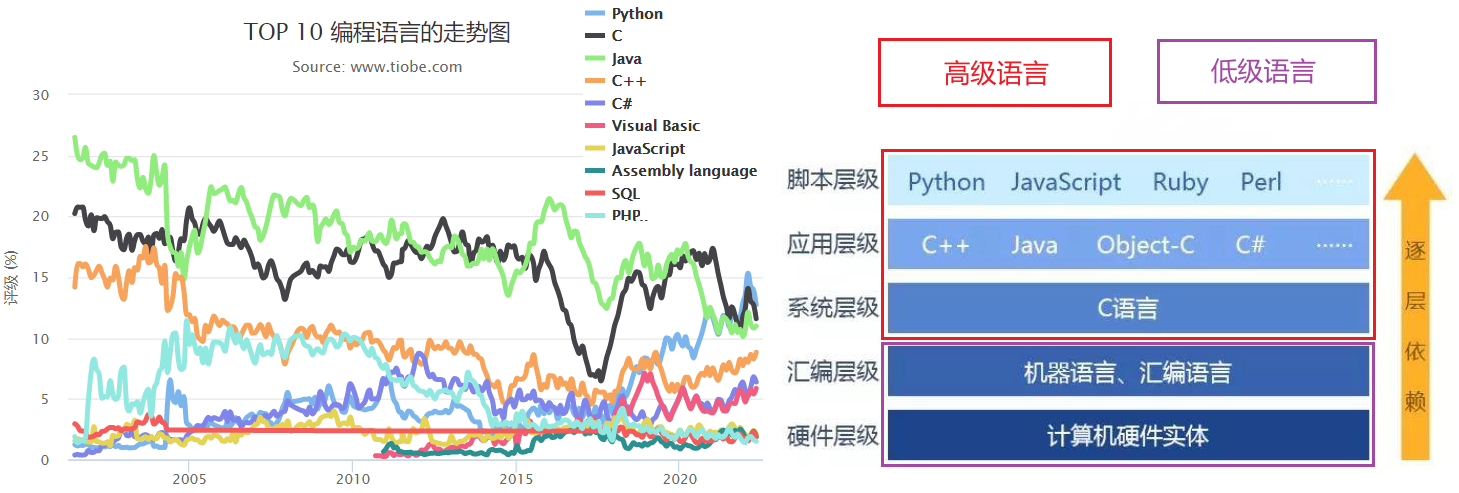 TOP 10 编程语言的走势图
Source: www.tiobe.com
Python
C
Java
C++
C#
Visual Basic
JavaScript
Assembly language
SQL
PHP..
评级 (%)
30
25
20
15
10
5
0
2005
2010
2015
2020
高级语言
低级语言
脚本层级
Python JavaScript Ruby Perl ……
应用层级
C++ Java Object-C C# ……
系统层级
C语言
汇编层级
机器语言、汇编语言
硬件层级
计算机硬件实体
逐
层
依
赖